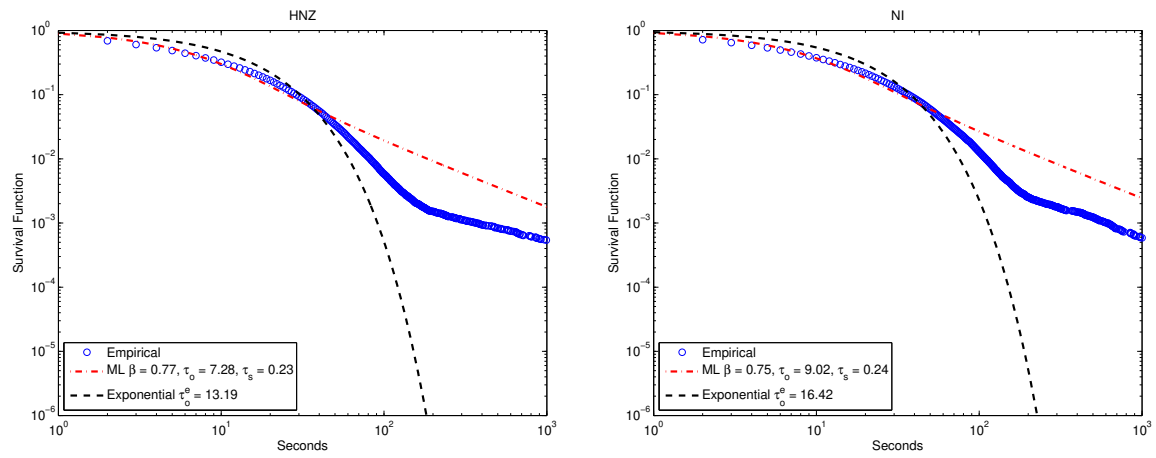 HNZ
10^0
10^-1
10^-2
10^-3
10^-4
10^-5
10^-6
Survival Function
Empirical
ML β = 0.77, τ_o = 7.28, τ_s = 0.23
Exponential τ_o^e = 13.19
10^0 10^1 10^2 10^3
Seconds
NI
10^0
10^-1
10^-2
10^-3
10^-4
10^-5
10^-6
Survival Function
Empirical
ML β = 0.75, τ_o = 9.02, τ_s = 0.24
Exponential τ_o^e = 16.42
10^0 10^1 10^2 10^3
Seconds